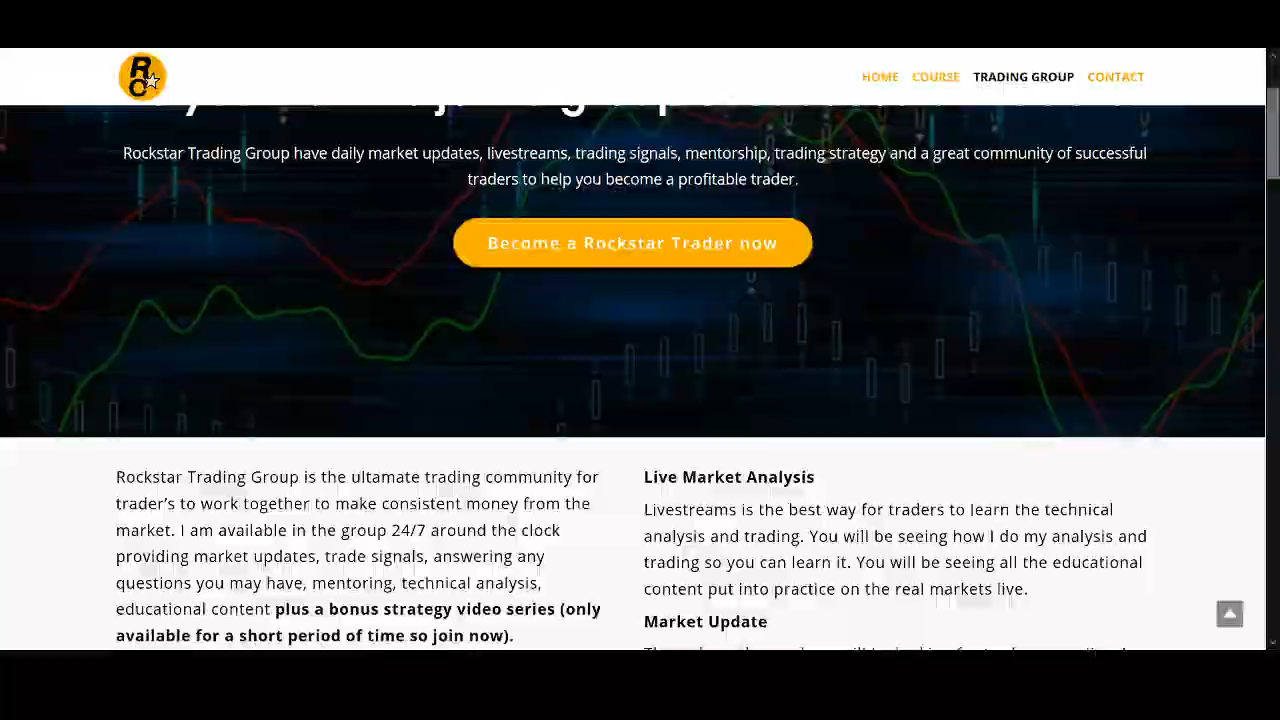 HOME COURSE TRADING GROUP CONTACT
Rockstar Trading Group have daily market updates, livestreams, trading signals, mentorship, trading strategy and a great community of successful
traders to help you become a profitable trader.
Become a Rockstar Trader now
Rockstar Trading Group is the ultamate trading community for
trader's to work together to make consistent money from the
market. I am available in the group 24/7 around the clock
providing market updates, trade signals, answering any
questions you may have, mentoring, technical analysis,
educational content plus a bonus strategy video series (only
available for a short period of time so join now).
Live Market Analysis
Livestreams is the best way for traders to learn the technical
analysis and trading. You will be seeing how I do my analysis and
trading so you can learn it. You will be seeing all the educational
content put into practice on the real markets live.
Market Update